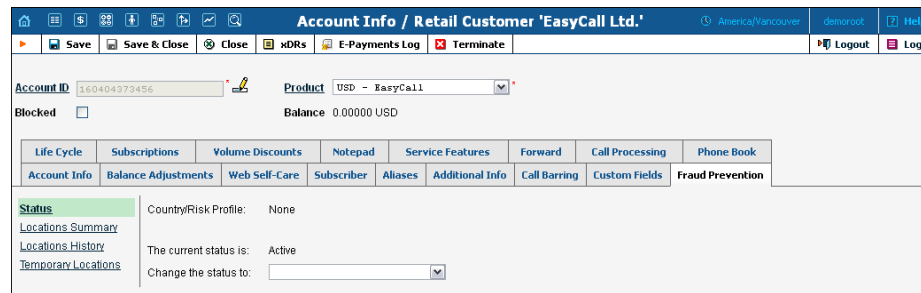 Account Info / Retail Customer 'EasyCall Ltd.' America/Vancouver demoroot Hel
Save Save & Close Close xDRs E-Payments Log Terminate Logout Log
Account ID 160404373456 * Product USD - EasyCall *
Blocked Balance 0.00000 USD
Life Cycle Subscriptions Volume Discounts Notepad Service Features Forward Call Processing Phone Book
Account Info Balance Adjustments Web Self-Care Subscriber Aliases Additional Info Call Barring Custom Fields Fraud Prevention
Status Country/Risk Profile: None
Locations Summary
Locations History The current status is: Active
Temporary Locations Change the status to: